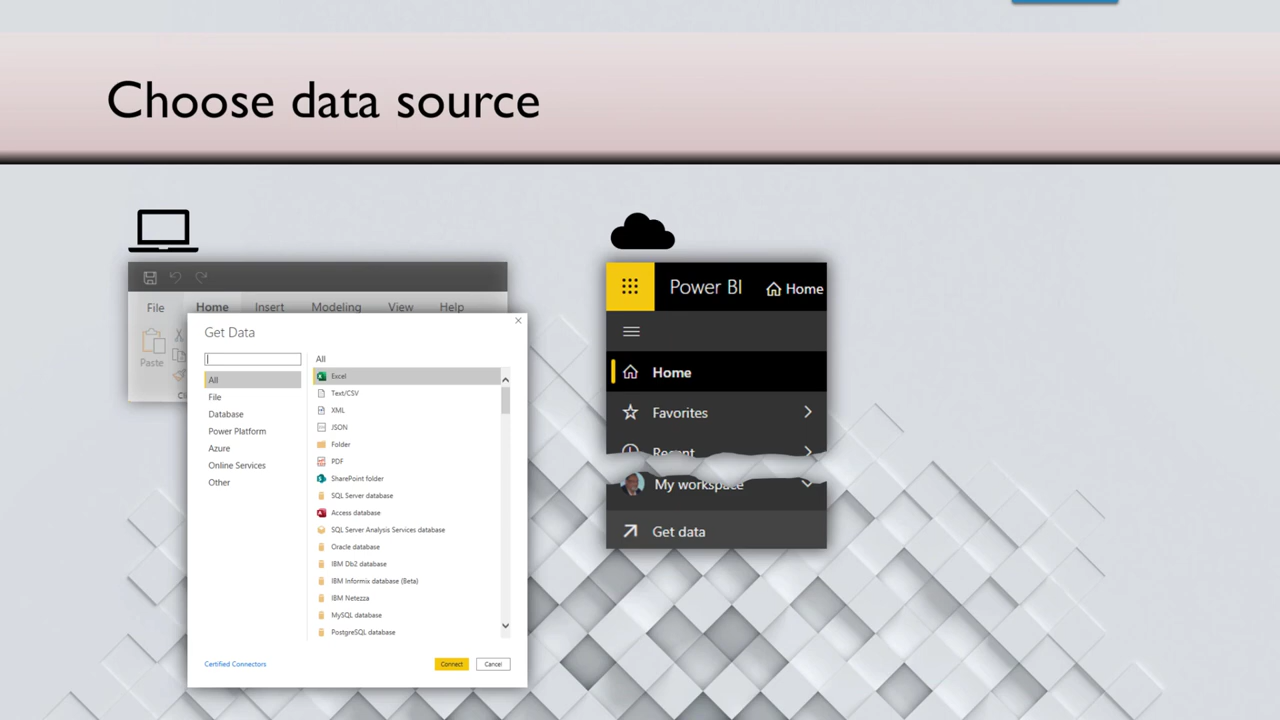 Choose data source
File Home Insert Modeling View Help
Paste
Get Data
All
File
Database
Power Platform
Azure
Online Services
Other
All
Excel
Text/CSV
XML
JSON
Folder
PDF
SharePoint folder
SQL Server database
Access database
SQL Server Analysis Services database
Oracle database
IBM Db2 database
IBM Informix database (Beta)
IBM Netezza
MySQL database
PostgreSQL database
Certified Connectors
Connect Cancel
Power BI Home
Home
Favorites
Recent
My workspace
Get data